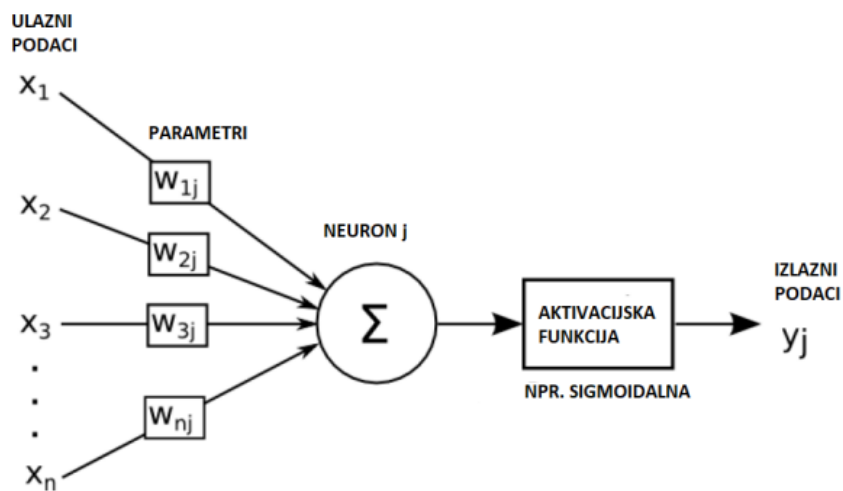 ULAZNI
PODACI
x1
PARAMETRI
w1j
x2
w2j
NEURON j
x3
w3j
Σ
AKTIVACIJSKA
FUNKCIJA
NPR. SIGMOIDALNA
IZLAZNI
PODACI
yj
.
.
.
wnj
xn